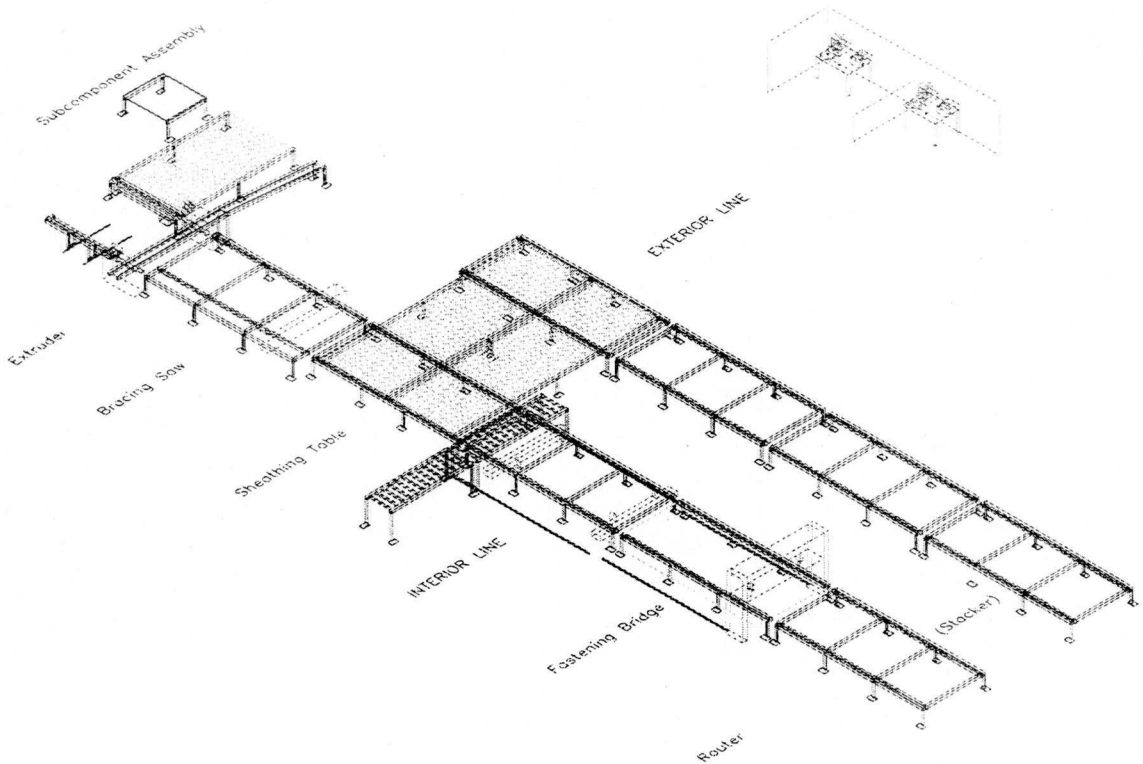 Subcomponent Assembly
EXTERIOR LINE
Extruder
Bracing Saw
Sheathing Table
INTERIOR LINE
Fastening Bridge
(Stacker)
Router